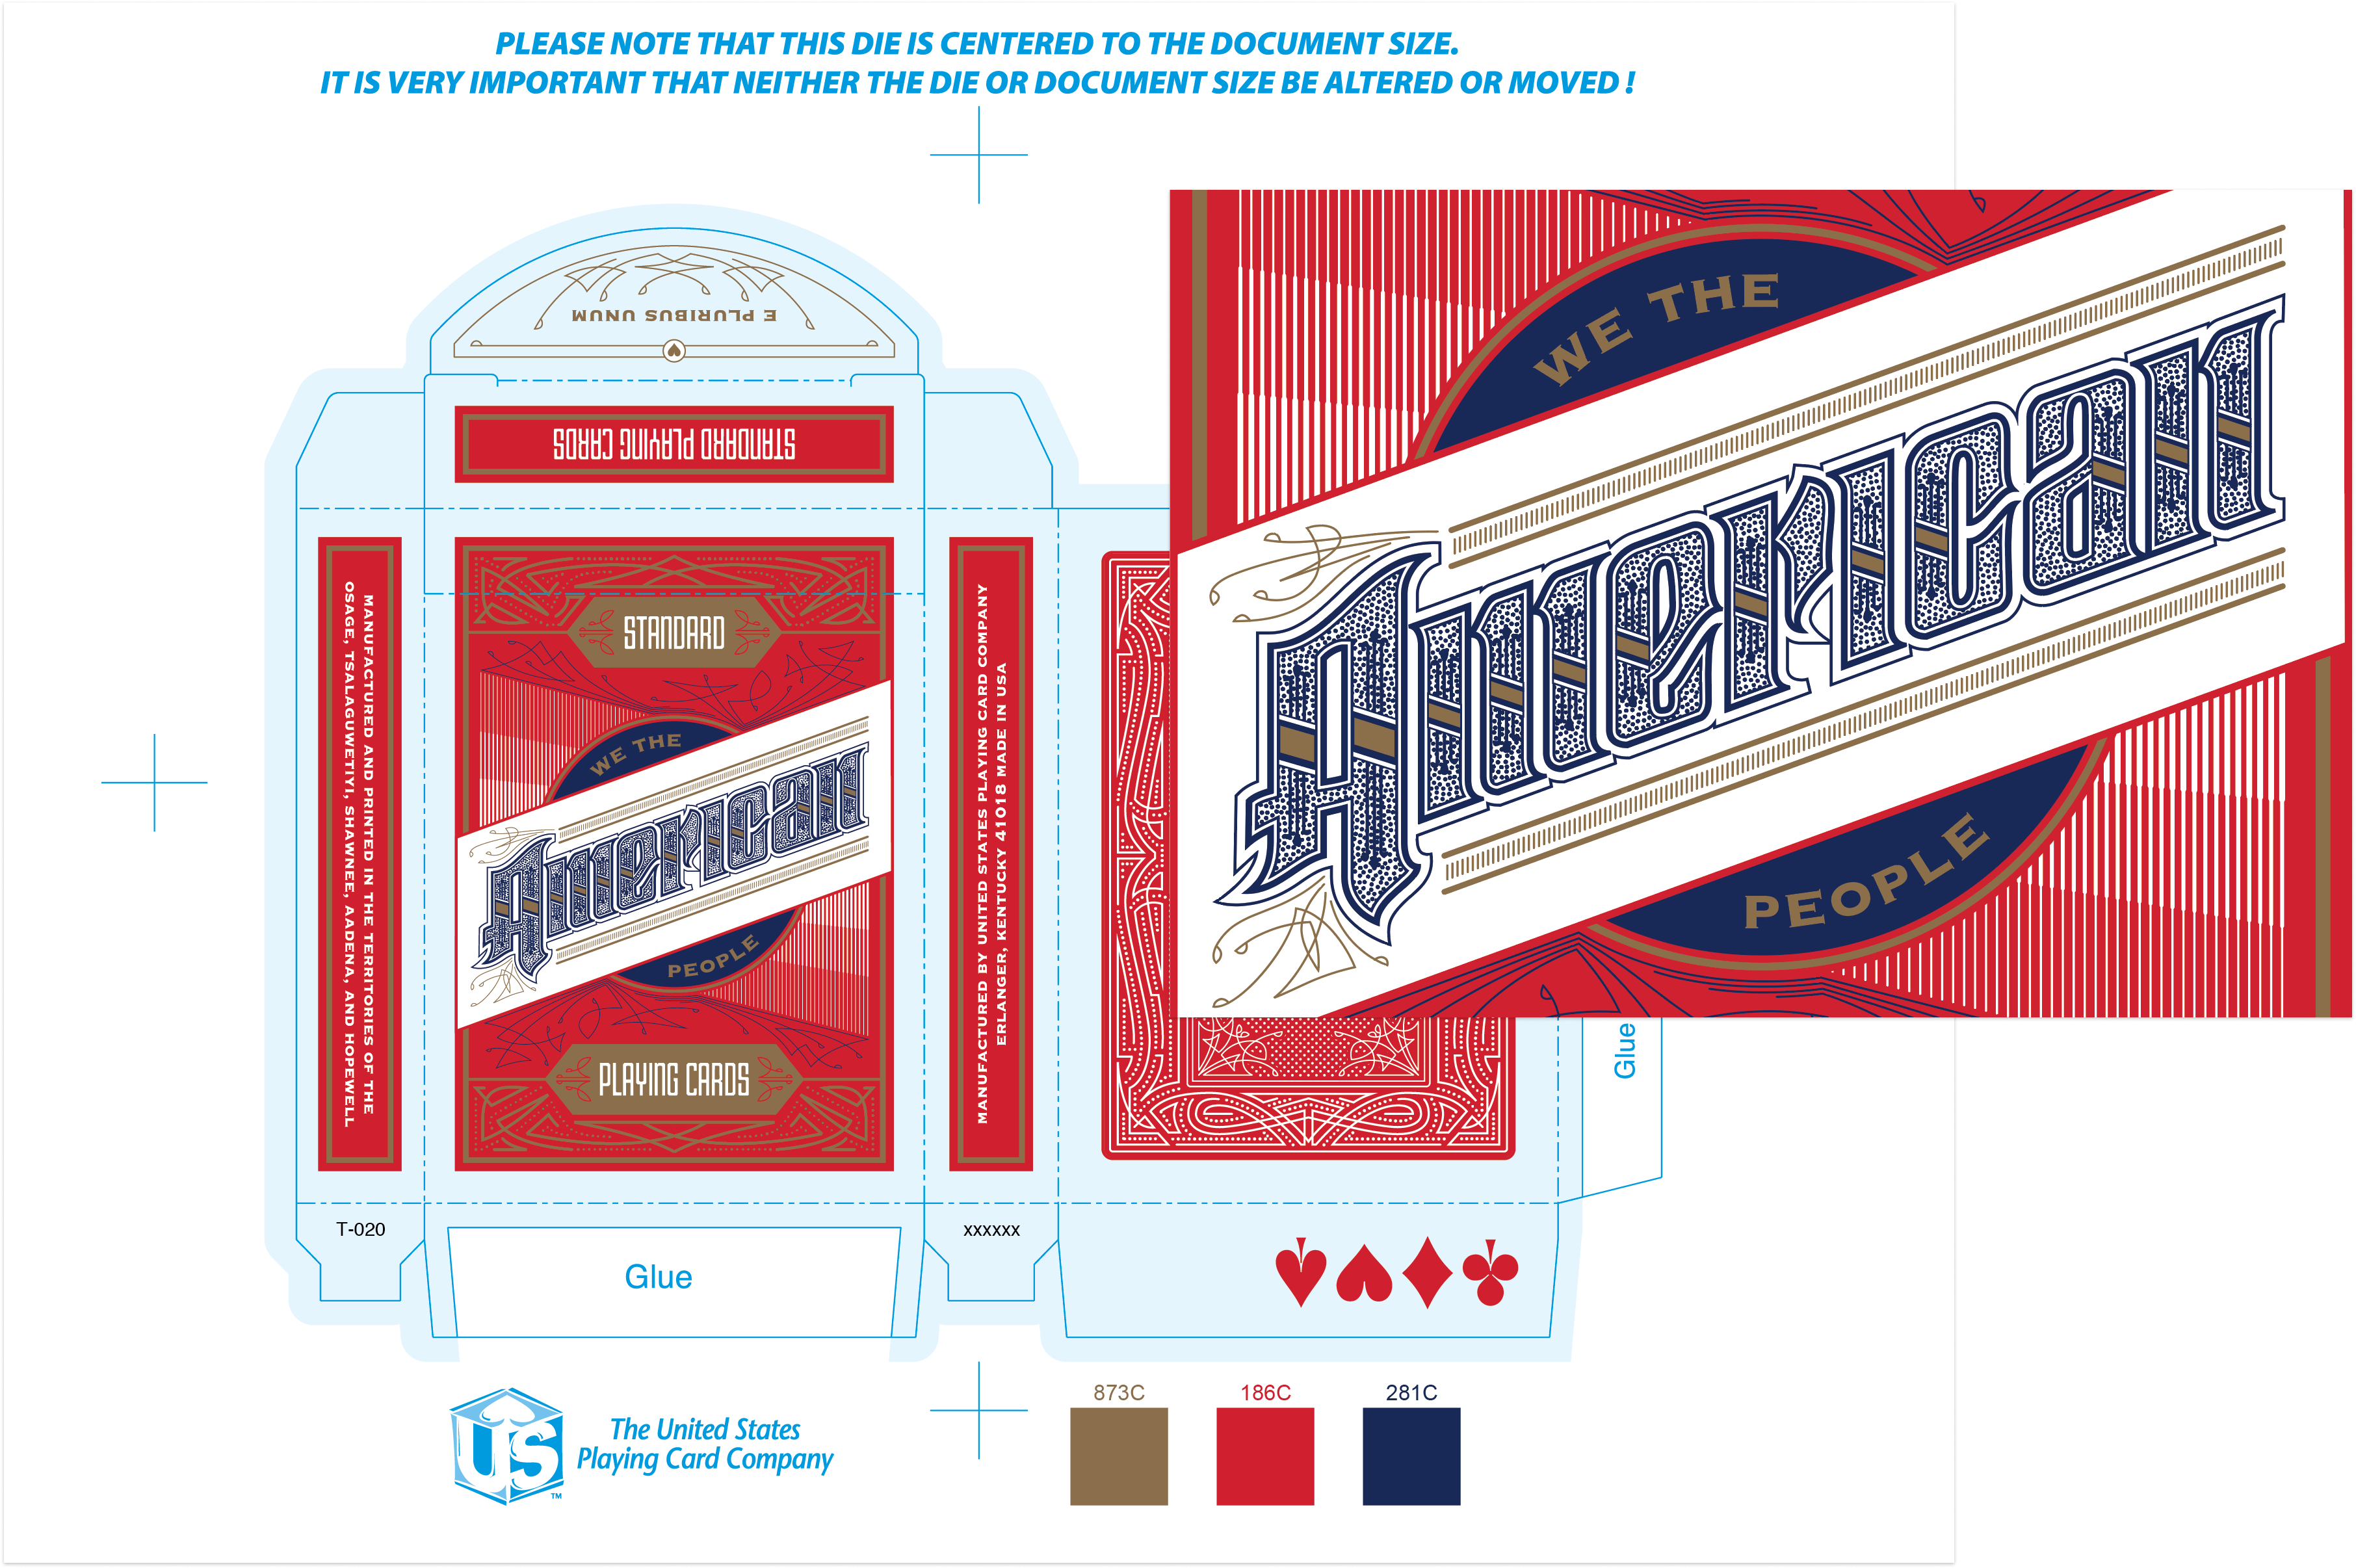 PLEASE NOTE THAT THIS DIE IS CENTERED TO THE DOCUMENT SIZE.
IT IS VERY IMPORTANT THAT NEITHER THE DIE OR DOCUMENT SIZE BE ALTERED OR MOVED !
E PLURIBUS UNUM
STANDARD PLAYING CARDS
MANUFACTURED AND PRINTED IN THE TERRITORIES OF THE
OSAGE, TSALAGUWETIYI, SHAWNEE, AADENA, AND HOPEWELL
STANDARD
WE THE
American
PEOPLE
PLAYING CARDS
MANUFACTURED BY UNITED STATES PLAYING CARD COMPANY
ERLANGER, KENTUCKY 41018 MADE IN USA
WE THE
American
PEOPLE
Glue
T-020
Glue
xxxxxx
873C
186C
281C
US
TM
The United States
Playing Card Company